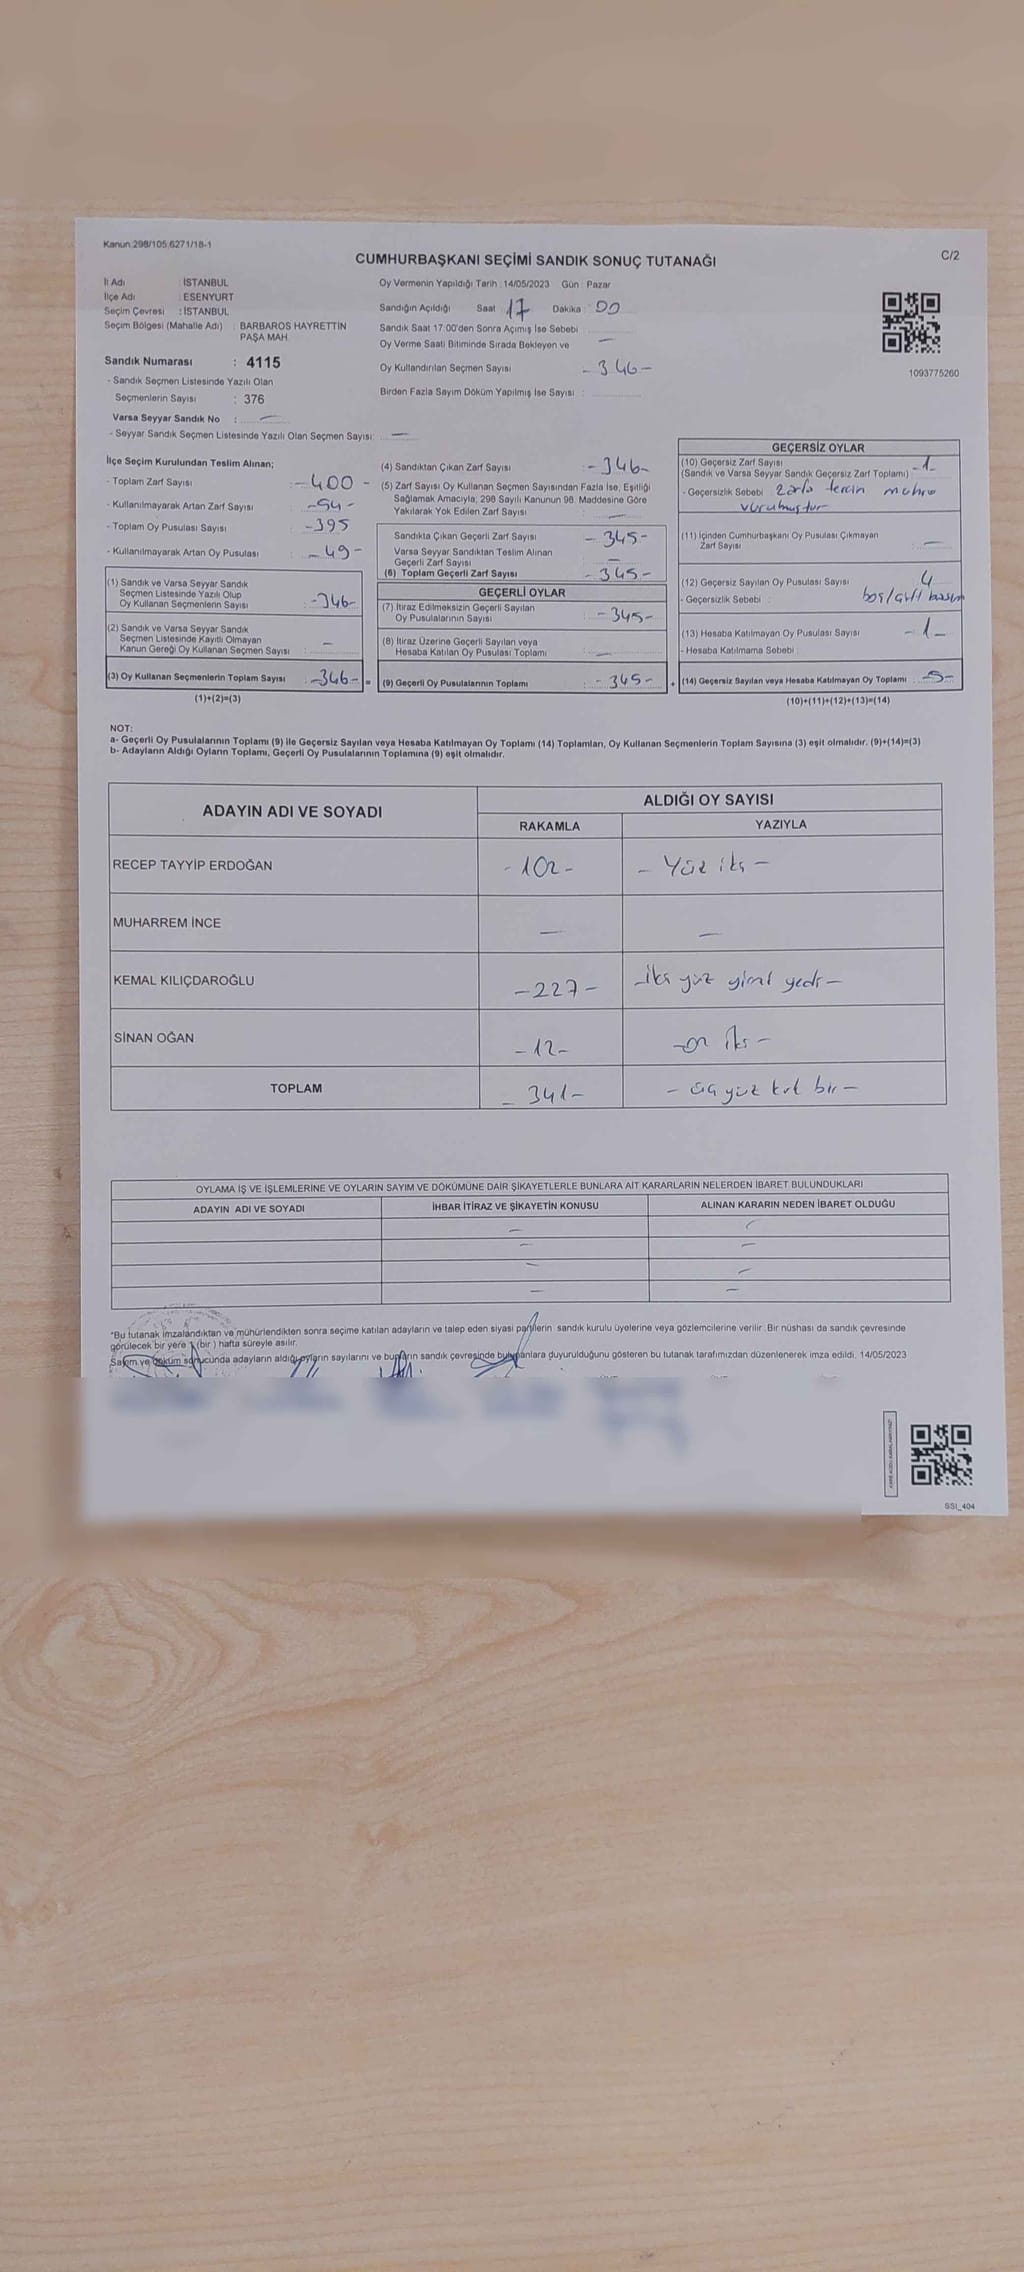 Kanun:298/105;6271/18-1
C/2
CUMHURBAŞKANI SEÇİMİ SANDIK SONUÇ TUTANAĞI
İl Adı : İSTANBUL
İlçe Adı : ESENYURT
Seçim Çevresi : İSTANBUL
Seçim Bölgesi (Mahalle Adı) : BARBAROS HAYRETTİN PAŞA MAH.
Sandık Numarası : 4115
- Sandık Seçmen Listesinde Yazılı Olan
Seçmenlerin Sayısı : 376
Varsa Seyyar Sandık No : —
- Seyyar Sandık Seçmen Listesinde Yazılı Olan Seçmen Sayısı: —
Oy Vermenin Yapıldığı Tarih : 14/05/2023 Gün : Pazar
Sandığın Açıldığı Saat : 17 Dakika : 00
Sandık Saat 17:00'den Sonra Açımış İse Sebebi :
Oy Verme Saati Bitiminde Sırada Bekleyen ve —
Oy Kullandırılan Seçmen Sayısı - 346 -
Birden Fazla Sayım Döküm Yapılmış İse Sayısı :
1093775260
İlçe Seçim Kurulundan Teslim Alınan;
- Toplam Zarf Sayısı : -400-
- Kullanılmayarak Artan Zarf Sayısı : -54-
- Toplam Oy Pusulası Sayısı : -395
- Kullanılmayarak Artan Oy Pusulası : -49-
(1) Sandık ve Varsa Seyyar Sandık
Seçmen Listesinde Yazılı Olup
Oy Kullanan Seçmenlerin Sayısı : -346-
(2) Sandık ve Varsa Seyyar Sandık
Seçmen Listesinde Kayıtlı Olmayan
Kanun Gereği Oy Kullanan Seçmen Sayısı : —
(3) Oy Kullanan Seçmenlerin Toplam Sayısı : -346- =
(1)+(2)=(3)
(4) Sandıktan Çıkan Zarf Sayısı : -346-
(5) Zarf Sayısı Oy Kullanan Seçmen Sayısından Fazla İse, Eşitliği
Sağlamak Amacıyla, 298 Sayılı Kanunun 98. Maddesine Göre
Yakılarak Yok Edilen Zarf Sayısı : —
Sandıkta Çıkan Geçerli Zarf Sayısı : - 345-
Varsa Seyyar Sandıktan Teslim Alınan
Geçerli Zarf Sayısı : —
(6) Toplam Geçerli Zarf Sayısı : - 345 -
GEÇERLİ OYLAR
(7) İtiraz Edilmeksizin Geçerli Sayılan
Oy Pusulalarının Sayısı : - 345-
(8) İtiraz Üzerine Geçerli Sayılan veya
Hesaba Katılan Oy Pusulası Toplamı : —
(9) Geçerli Oy Pusulalarının Toplamı : - 345- +
GEÇERSİZ OYLAR
(10) Geçersiz Zarf Sayısı
(Sandık ve Varsa Seyyar Sandık Geçersiz Zarf Toplamı) : -1-
- Geçersizlik Sebebi : zarfa tercih mührü
vurulmuştur
(11) İçinden Cumhurbaşkanı Oy Pusulası Çıkmayan
Zarf Sayısı : —
(12) Geçersiz Sayılan Oy Pusulası Sayısı : 4
- Geçersizlik Sebebi : boş/çift basım
(13) Hesaba Katılmayan Oy Pusulası Sayısı : -1-
- Hesaba Katılmama Sebebi :
(14) Geçersiz Sayılan veya Hesaba Katılmayan Oy Toplamı : -5-
(10)+(11)+(12)+(13)=(14)
NOT:
a- Geçerli Oy Pusulalarının Toplamı (9) ile Geçersiz Sayılan veya Hesaba Katılmayan Oy Toplamı (14) Toplamları, Oy Kullanan Seçmenlerin Toplam Sayısına (3) eşit olmalıdır. (9)+(14)=(3)
b- Adayların Aldığı Oyların Toplamı, Geçerli Oy Pusulalarının Toplamına (9) eşit olmalıdır.
ADAYIN ADI VE SOYADI ALDIĞI OY SAYISI
RAKAMLA YAZIYLA
RECEP TAYYİP ERDOĞAN - 102 - - Yüz iki -
MUHARREM İNCE — —
KEMAL KILIÇDAROĞLU - 227 - - iki yüz yirmi yedi -
SİNAN OĞAN - 12 - - on iki -
TOPLAM - 341 - - üç yüz kırk bir -
OYLAMA İŞ VE İŞLEMLERİNE VE OYLARIN SAYIM VE DÖKÜMÜNE DAİR ŞİKAYETLERLE BUNLARA AİT KARARLARIN NELERDEN İBARET BULUNDUKLARI
ADAYIN ADI VE SOYADI İHBAR İTİRAZ VE ŞİKAYETİN KONUSU ALINAN KARARIN NEDEN İBARET OLDUĞU
*Bu tutanak imzalandıktan ve mühürlendikten sonra seçime katılan adayların ve talep eden siyasi partilerin sandık kurulu üyelerine veya gözlemcilerine verilir. Bir nüshası da sandık çevresinde
görülecek bir yere 1 (bir ) hafta süreyle asılır.
Sayım ve döküm sonucunda adayların aldığı oyların sayılarını ve bunların sandık çevresinde bulunanlara duyurulduğunu gösteren bu tutanak tarafımızdan düzenlenerek imza edildi. 14/05/2023
SSI_404